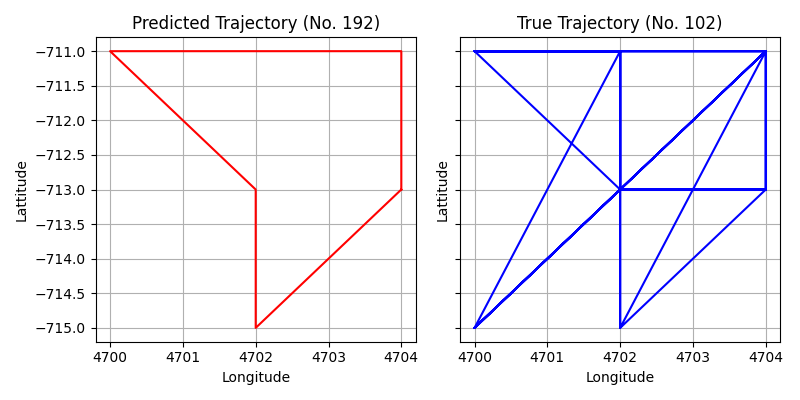 Predicted Trajectory (No. 192)
True Trajectory (No. 102)
−711.0
−711.5
−712.0
−712.5
−713.0
−713.5
−714.0
−714.5
−715.0
Lattitude
Lattitude
4700 4701 4702 4703 4704
4700 4701 4702 4703 4704
Longitude
Longitude